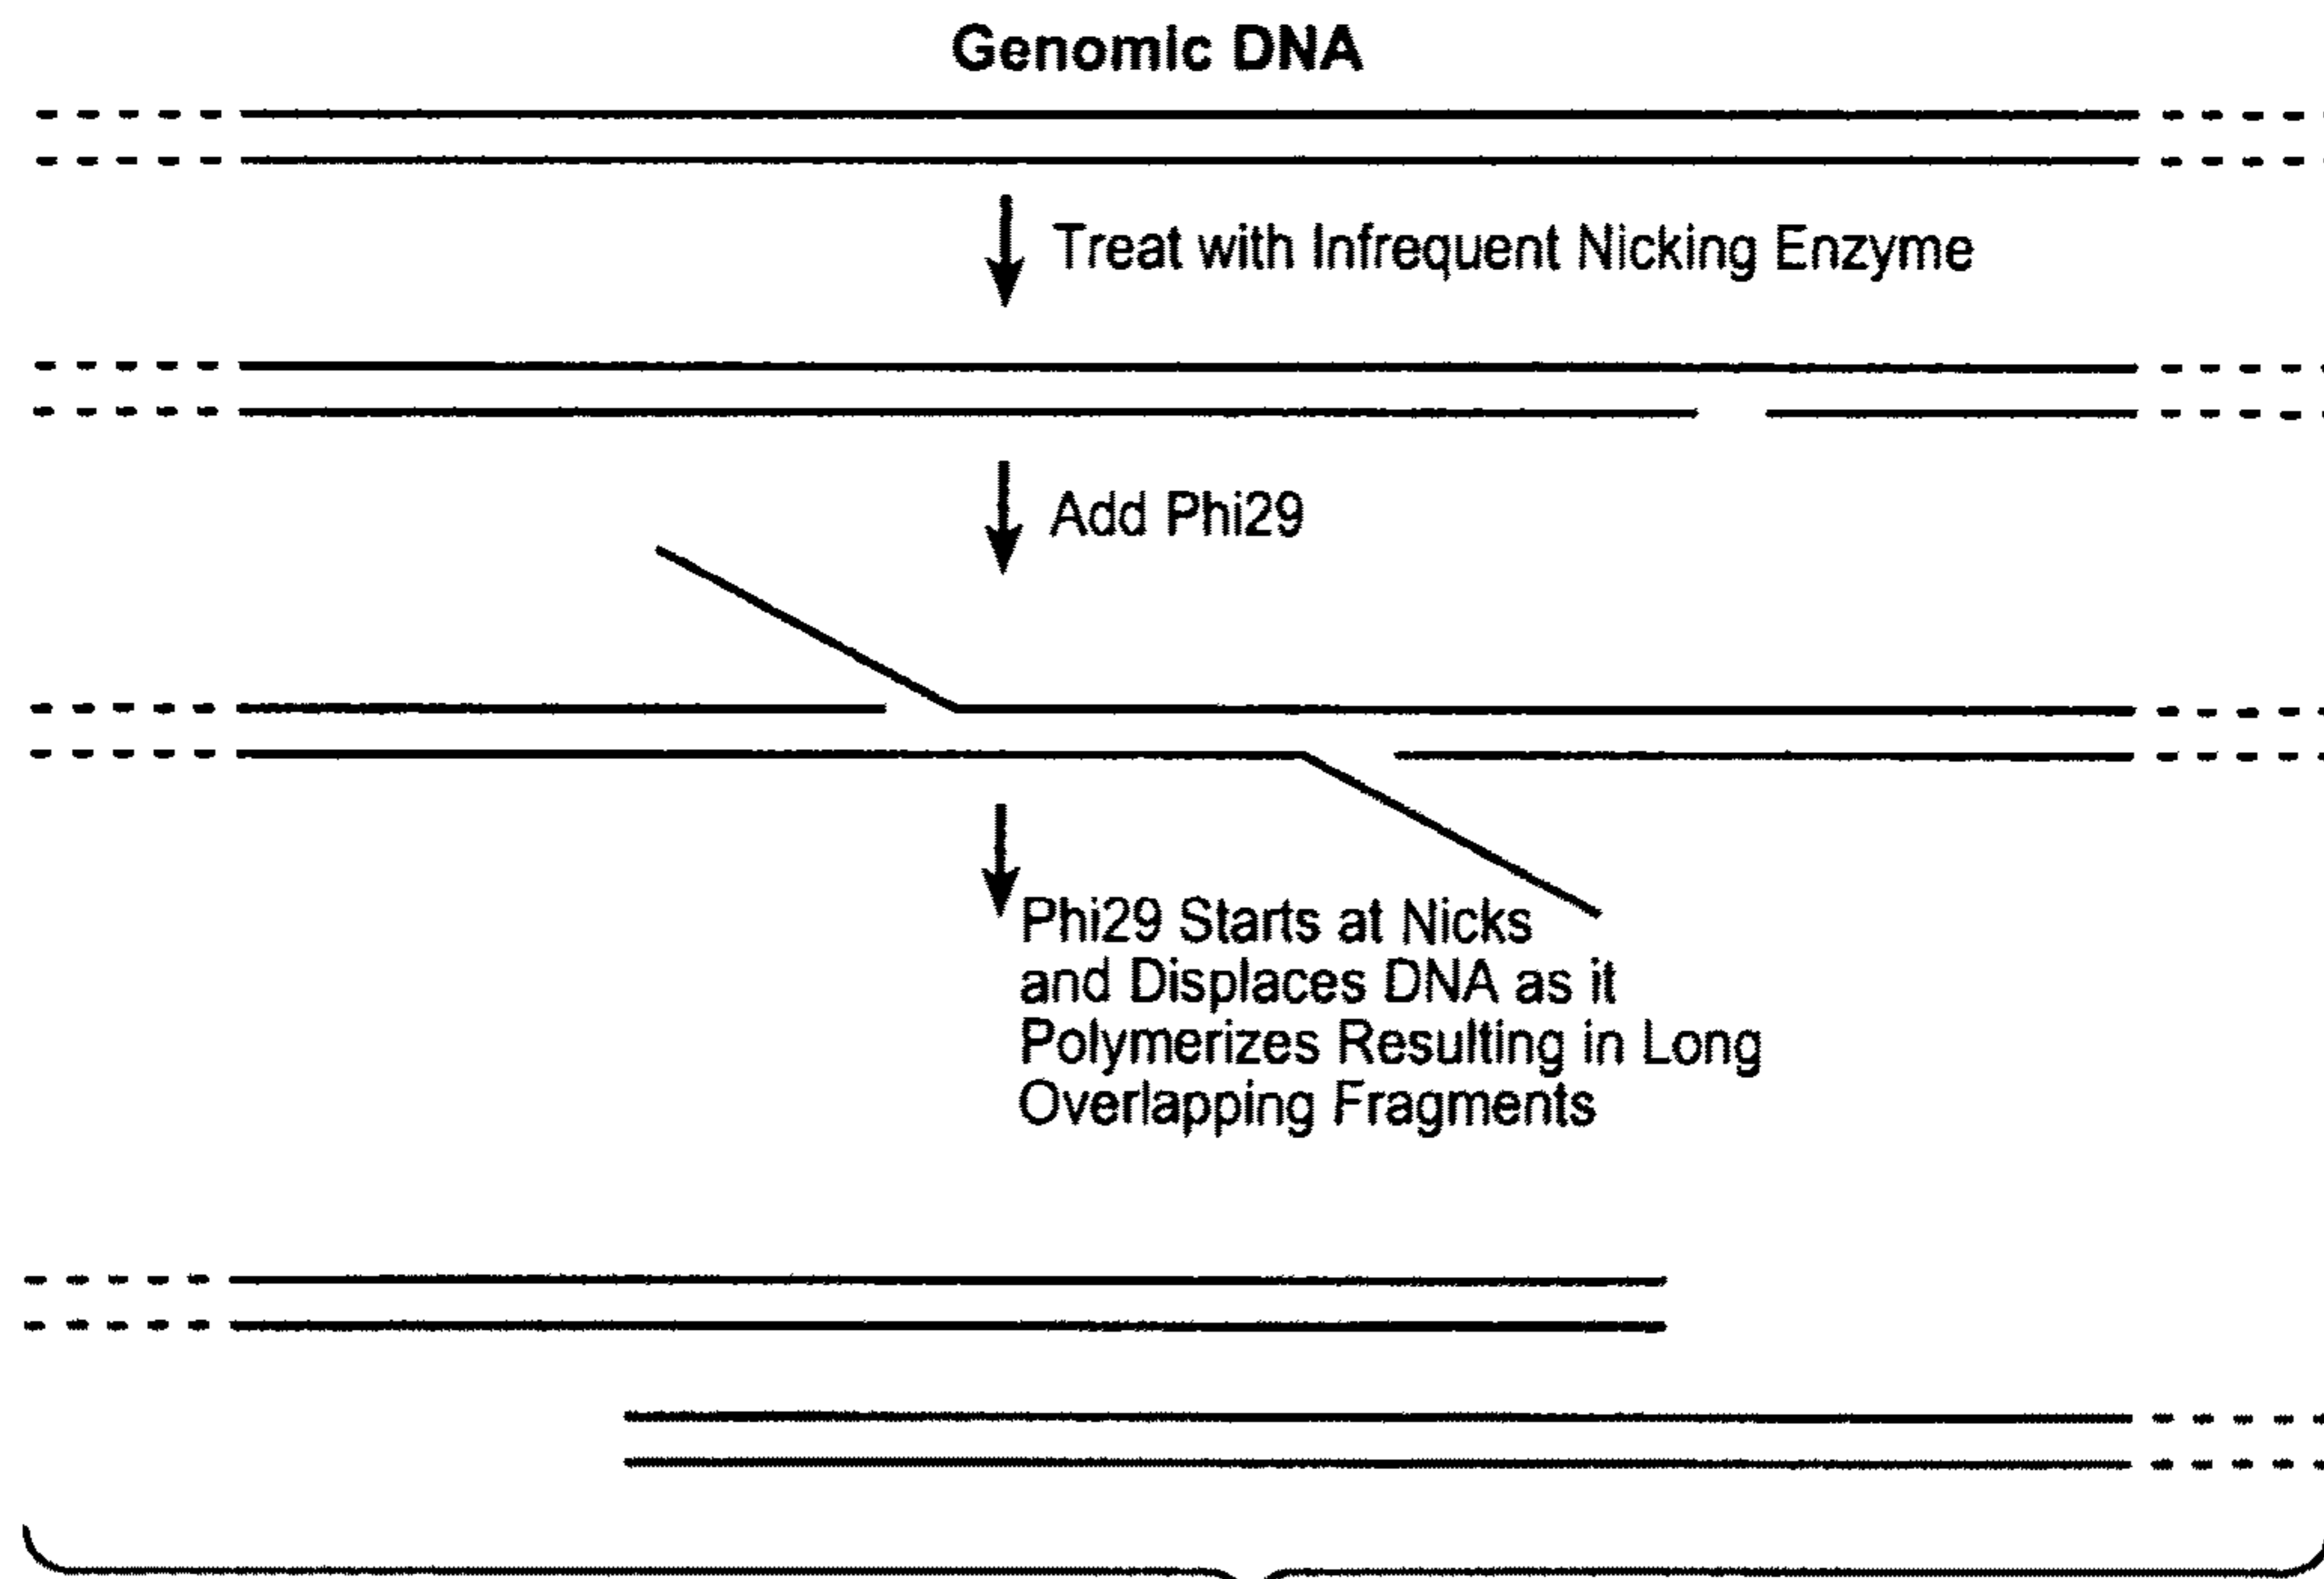 Genomic DNA
Treat with Infrequent Nicking Enzyme
Add Phi29
Phi29 Starts at Nicks
and Displaces DNA as it
Polymerizes Resulting in Long
Overlapping Fragments